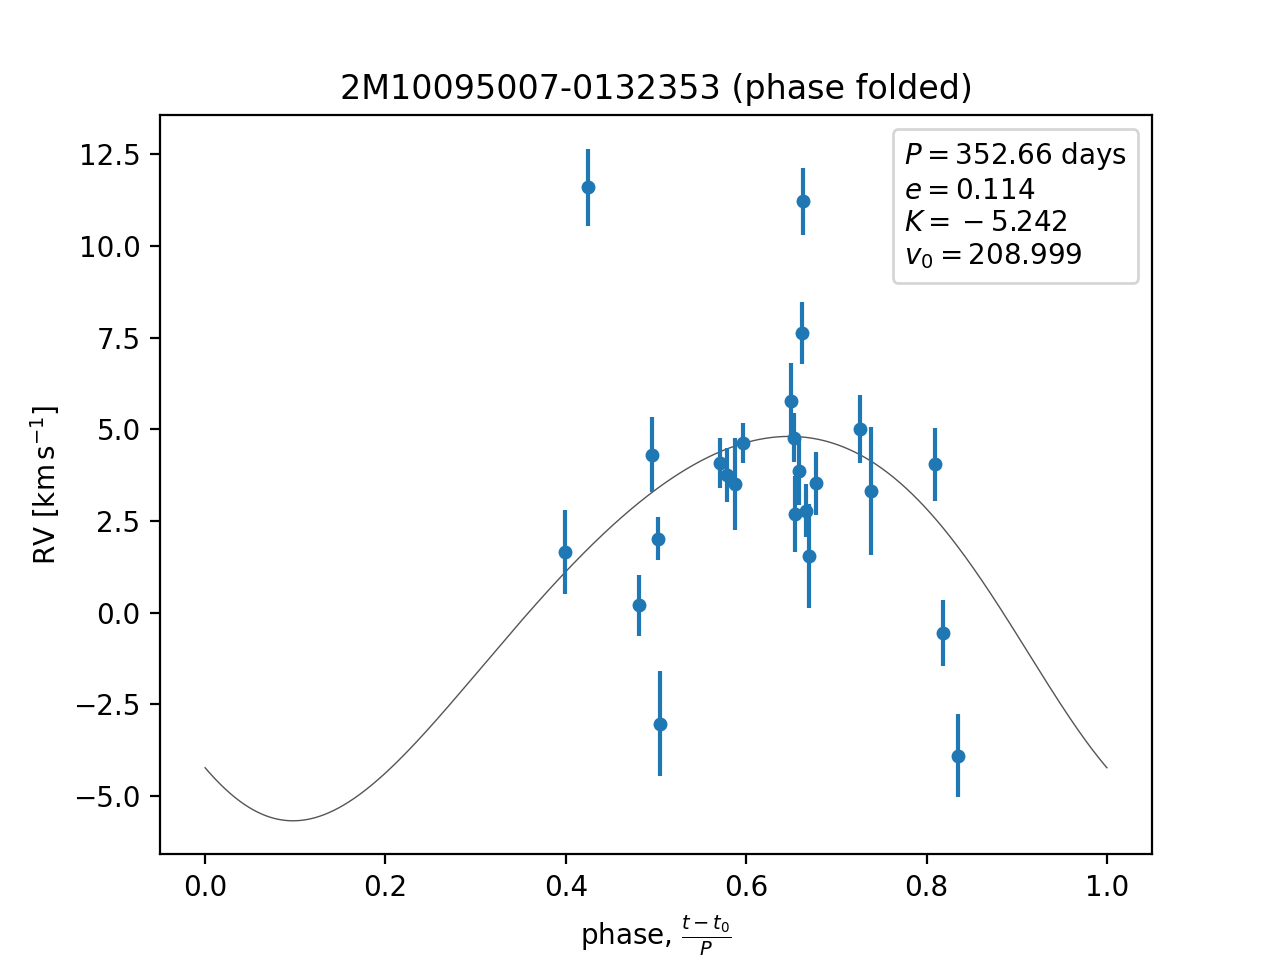 2M10095007-0132353 (phase folded)
P = 352.66 days
e = 0.114
K = −5.242
v₀ = 208.999
12.5
10.0
7.5
5.0
2.5
0.0
−2.5
−5.0
RV [km s⁻¹]
0.0 0.2 0.4 0.6 0.8 1.0
phase, (t − t₀)/P